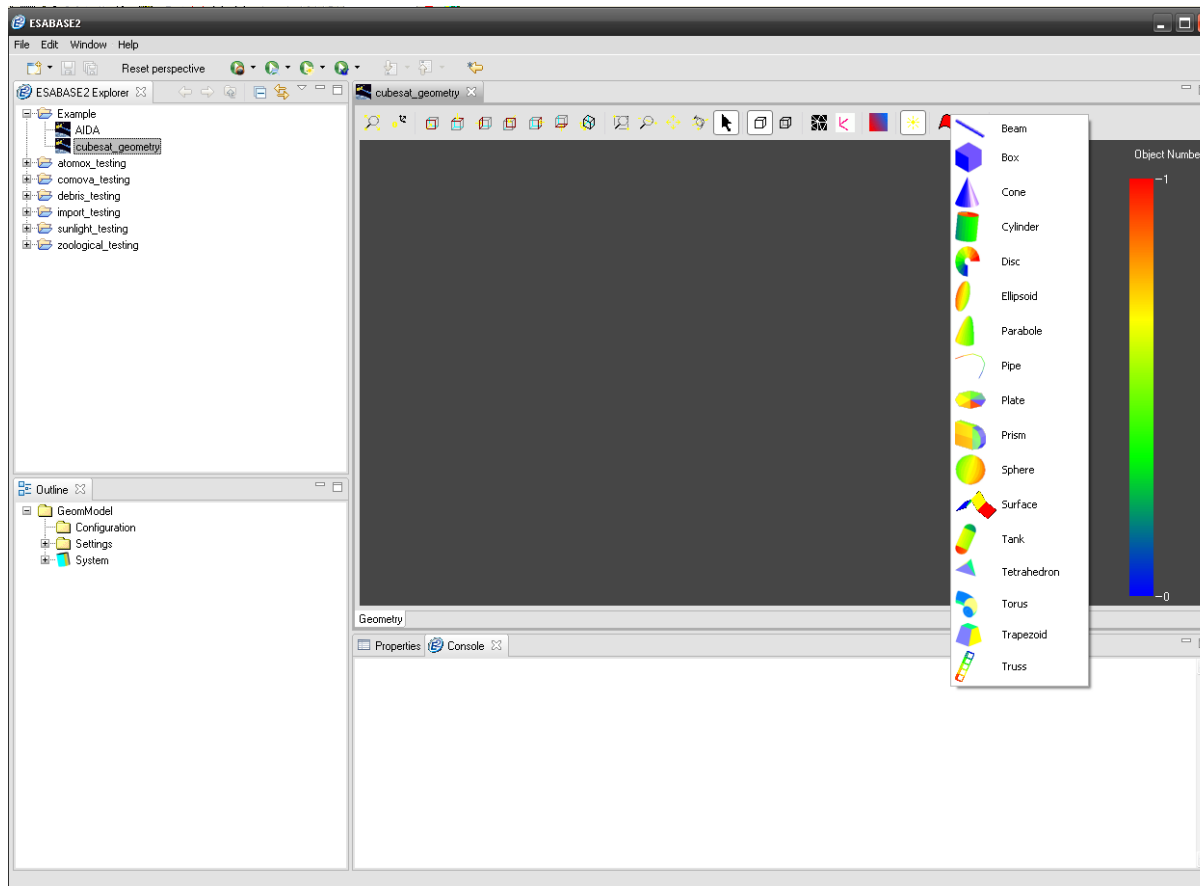 ESABASE2
File Edit Window Help
Reset perspective
ESABASE2 Explorer
Example
AIDA
cubesat_geometry
atomox_testing
comova_testing
debris_testing
import_testing
sunlight_testing
zoological_testing
Outline
GeomModel
Configuration
Settings
System
cubesat_geometry
Beam
Box
Cone
Cylinder
Disc
Ellipsoid
Parabole
Pipe
Plate
Prism
Sphere
Surface
Tank
Tetrahedron
Torus
Trapezoid
Truss
Object Numbe
1
0
Geometry
Properties Console